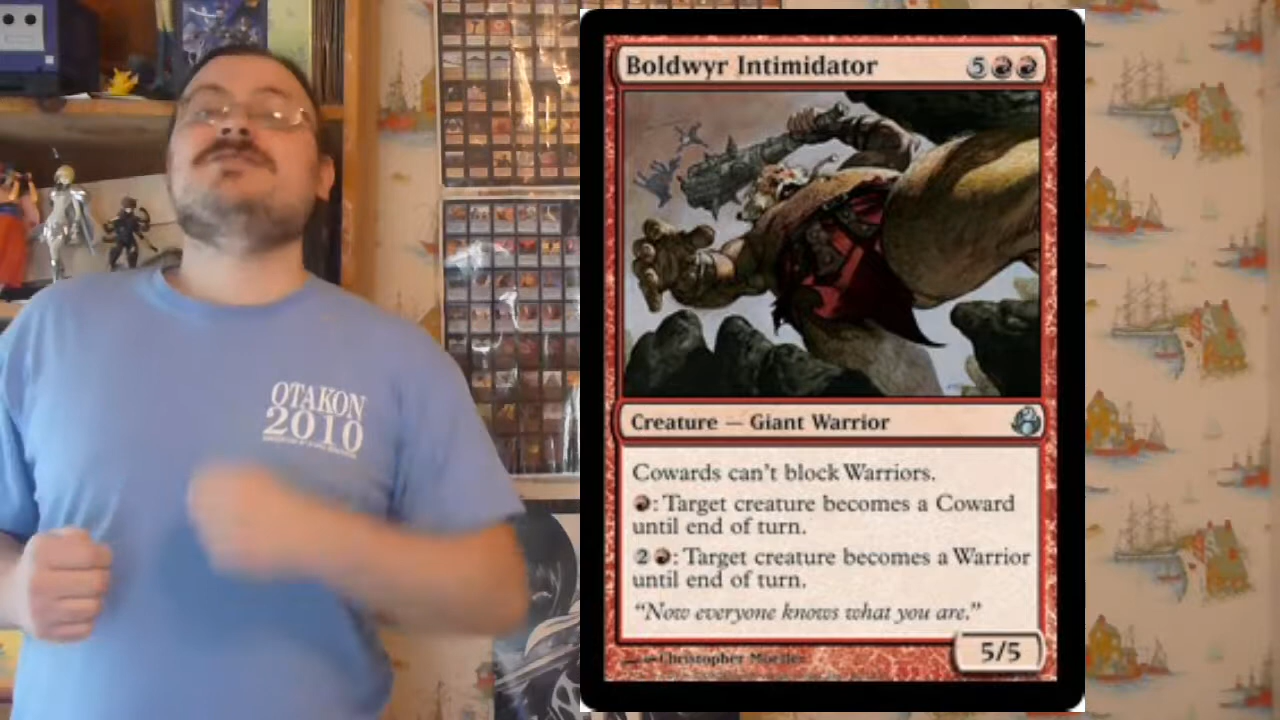 OTAKON
2010
Boldwyr Intimidator 5
Creature — Giant Warrior
Cowards can't block Warriors.
: Target creature becomes a Coward
until end of turn.
2 : Target creature becomes a Warrior
until end of turn.
"Now everyone knows what you are."
5/5
Christopher Moeller